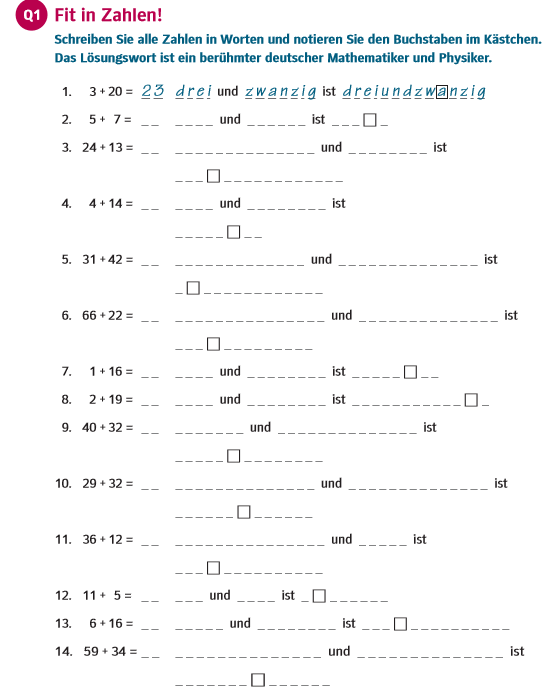 Q1 Fit in Zahlen!
Schreiben Sie alle Zahlen in Worten und notieren Sie den Buchstaben im Kästchen.
Das Lösungswort ist ein berühmter deutscher Mathematiker und Physiker.
1. 3 + 20 = 23 drei und zwanzig ist dreiundzwanzig
2. 5 + 7 = _ _ _ _ _ _ und _ _ _ _ _ _ ist _ _ _ □ _
3. 24 + 13 = _ _ _ _ _ _ _ _ _ _ _ _ _ _ _ _ und _ _ _ _ _ _ _ _ ist
_ _ _ □ _ _ _ _ _ _ _ _ _ _ _ _
4. 4 + 14 = _ _ _ _ _ _ und _ _ _ _ _ _ _ _ ist
_ _ _ _ _ □ _ _
5. 31 + 42 = _ _ _ _ _ _ _ _ _ _ _ _ _ _ _ und _ _ _ _ _ _ _ _ _ _ _ _ _ _ ist
_ □ _ _ _ _ _ _ _ _ _ _ _ _
6. 66 + 22 = _ _ _ _ _ _ _ _ _ _ _ _ _ _ _ _ _ und _ _ _ _ _ _ _ _ _ _ _ _ _ _ ist
_ _ _ □ _ _ _ _ _ _ _ _ _
7. 1 + 16 = _ _ _ _ _ _ und _ _ _ _ _ _ _ _ ist _ _ _ _ _ □ _ _
8. 2 + 19 = _ _ _ _ _ _ und _ _ _ _ _ _ _ _ ist _ _ _ _ _ _ _ _ _ _ _ □ _
9. 40 + 32 = _ _ _ _ _ _ _ _ _ und _ _ _ _ _ _ _ _ _ _ _ _ _ _ ist
_ _ _ _ _ □ _ _ _ _ _ _ _ _
10. 29 + 32 = _ _ _ _ _ _ _ _ _ _ _ _ _ _ _ _ und _ _ _ _ _ _ _ _ _ _ _ _ _ _ ist
_ _ _ _ _ _ □ _ _ _ _ _ _
11. 36 + 12 = _ _ _ _ _ _ _ _ _ _ _ _ _ _ _ _ _ und _ _ _ _ _ ist
_ _ _ □ _ _ _ _ _ _ _ _ _ _
12. 11 + 5 = _ _ _ _ _ und _ _ _ _ ist _ □ _ _ _ _ _ _
13. 6 + 16 = _ _ _ _ _ _ _ und _ _ _ _ _ _ _ _ ist _ _ _ □ _ _ _ _ _ _ _ _ _ _
14. 59 + 34 = _ _ _ _ _ _ _ _ _ _ _ _ _ _ _ _ _ und _ _ _ _ _ _ _ _ _ _ _ _ _ _ _ ist
_ _ _ _ _ _ _ □ _ _ _ _ _ _